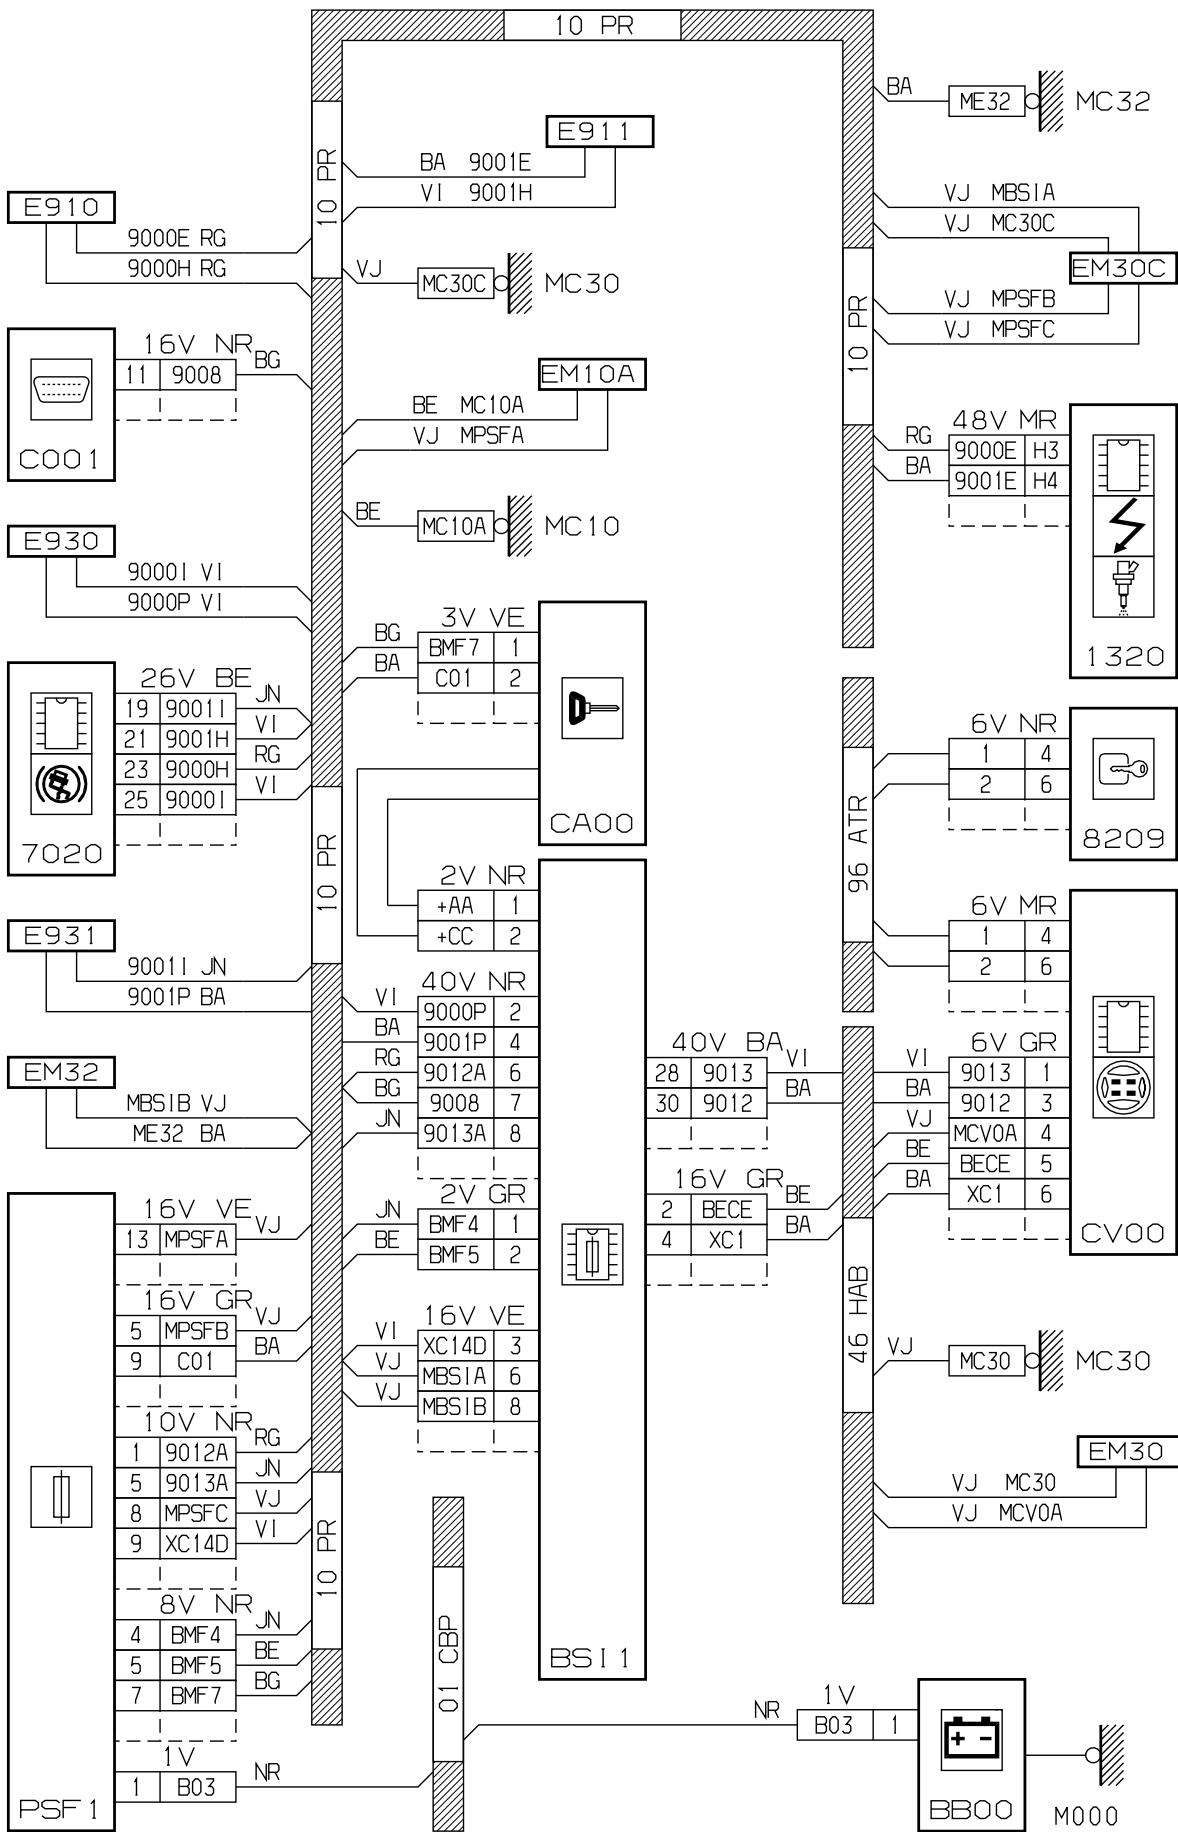 10 PR
BA ME32 MC32
E911
BA 9001E
VI 9001H
10 PR
E910
9000E RG
9000H RG
VJ MC30C MC30
VJ MBSIA
VJ MC30C
EM30C
VJ MPSFB
VJ MPSFC
10 PR
16V NR
11 9008 BG
C001
EM10A
BE MC10A
VJ MPSFA
48V MR
RG 9000E H3
BA 9001E H4
1320
BE MC10A MC10
E930
9000I VI
9000P VI
3V VE
BG BMF7 1
BA C01 2
CA00
26V BE
19 9001I JN
21 9001H VI
23 9000H RG
25 9000I VI
7020
6V NR
1 4
2 6
8209
96 ATR
10 PR
2V NR
+AA 1
+CC 2
6V MR
1 4
2 6
E931
9001I JN
9001P BA
40V NR
VI 9000P 2
BA 9001P 4
RG 9012A 6
BG 9008 7
JN 9013A 8
40V BA
28 9013 VI
30 9012 BA
6V GR
VI 9013 1
BA 9012 3
VJ MCV0A 4
BE BECE 5
BA XC1 6
CV00
EM32
MBSIB VJ
ME32 BA
16V GR
2 BECE BE
4 XC1 BA
2V GR
JN BMF4 1
BE BMF5 2
16V VE
13 MPSFA VJ
16V GR
5 MPSFB VJ
9 C01 BA
16V VE
VI XC14D 3
VJ MBSIA 6
VJ MBSIB 8
46 HAB
VJ MC30 MC30
10V NR
1 9012A RG
5 9013A JN
8 MPSFC VJ
9 XC14D VI
10 PR
EM30
VJ MC30
VJ MCV0A
8V NR
4 BMF4 JN
5 BMF5 BE
7 BMF7 BG
01 CBP
BSI1
1V
1 B03 NR
PSF1
1V
NR B03 1
+ -
BB00
M000